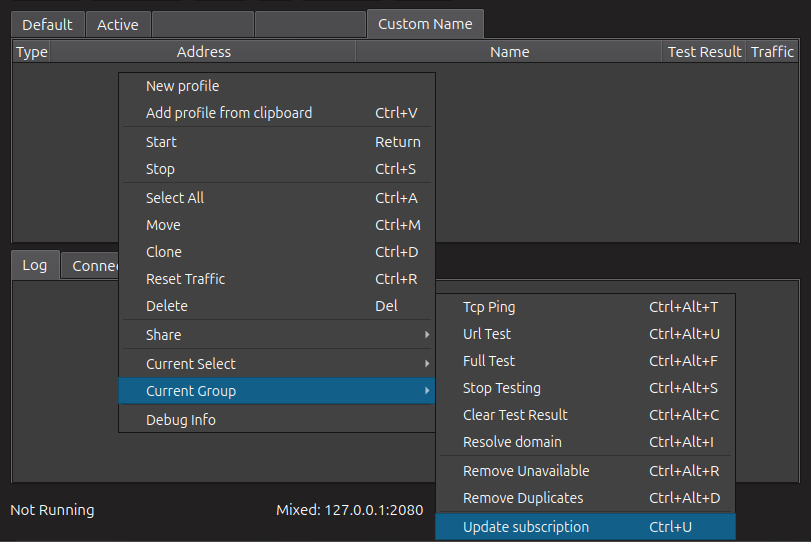 Default Active Custom Name
Type Address Name Test Result Traffic
New profile
Add profile from clipboard Ctrl+V
Start Return
Stop Ctrl+S
Select All Ctrl+A
Move Ctrl+M
Clone Ctrl+D
Reset Traffic Ctrl+R
Delete Del
Share
Current Select
Current Group
Debug Info
Log Connec
Tcp Ping Ctrl+Alt+T
Url Test Ctrl+Alt+U
Full Test Ctrl+Alt+F
Stop Testing Ctrl+Alt+S
Clear Test Result Ctrl+Alt+C
Resolve domain Ctrl+Alt+I
Remove Unavailable Ctrl+Alt+R
Remove Duplicates Ctrl+Alt+D
Update subscription Ctrl+U
Not Running Mixed: 127.0.0.1:2080